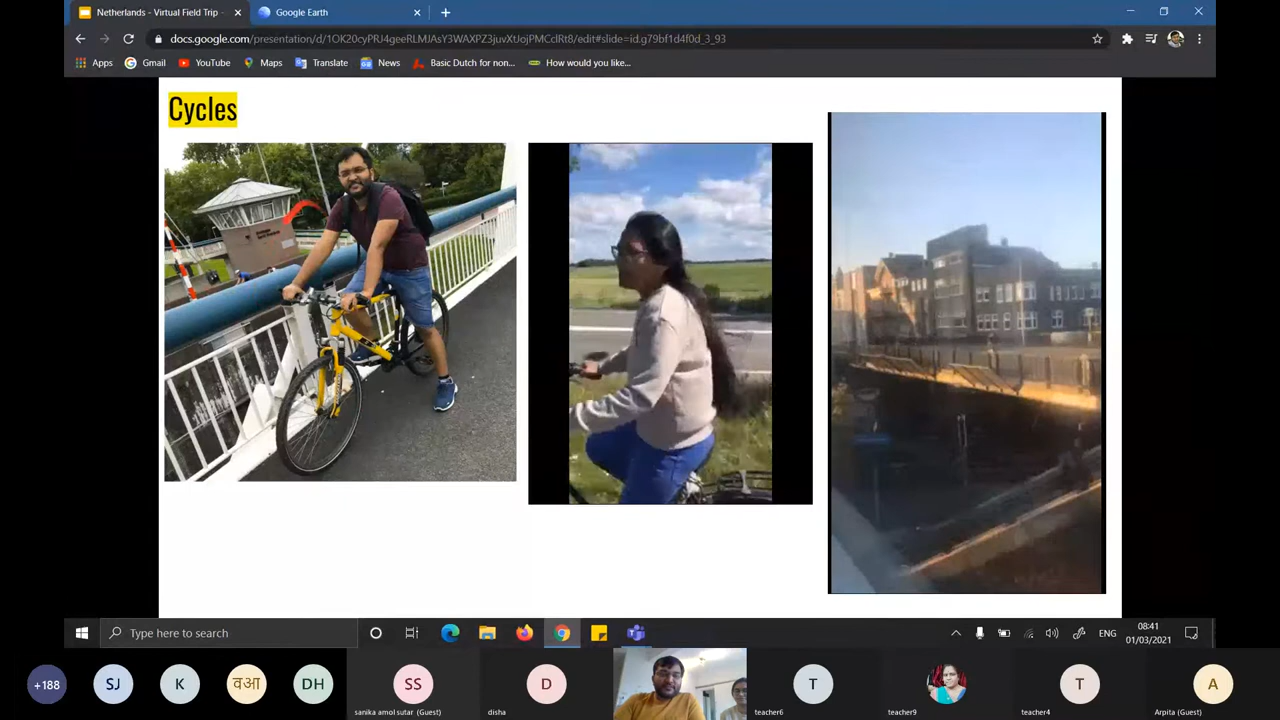 Netherlands - Virtual Field Trip -
Google Earth
docs.google.com/presentation/d/1OK20cyPRJ4geeRLMJAsY3WAXPZ3juvXtJojPMCclRt8/edit#slide=id.g79bf1d4f0d_3_93
Apps Gmail YouTube Maps Translate News Basic Dutch for non... How would you like...
Cycles
Type here to search
ENG
08:41
01/03/2021
+188 SJ K वआ DH SS D T T A
sanika amol sutar (Guest) disha teacher6 teacher9 teacher4 Arpita (Guest)